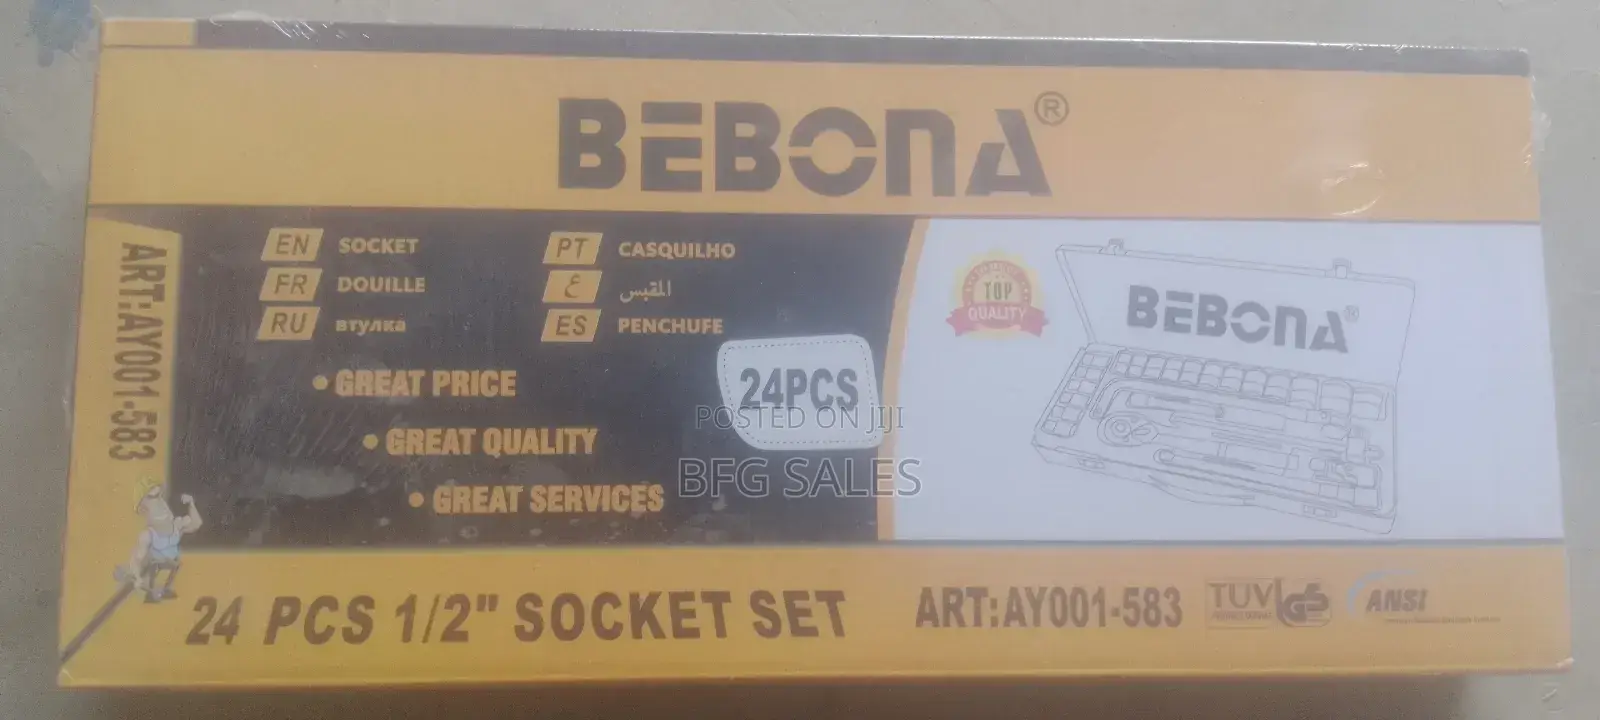 BEBONA®
ART:AY001-583
EN SOCKET
FR DOUILLE
RU втулка
PT CASQUILHO
ع المقبس
ES PENCHUFE
• GREAT PRICE
• GREAT QUALITY
• GREAT SERVICES
24PCS
POSTED ON JIJI
BFG SALES
TOP
QUALITY
BEBONA®
24 PCS 1/2" SOCKET SET
ART:AY001-583
TUV GS
ANSI